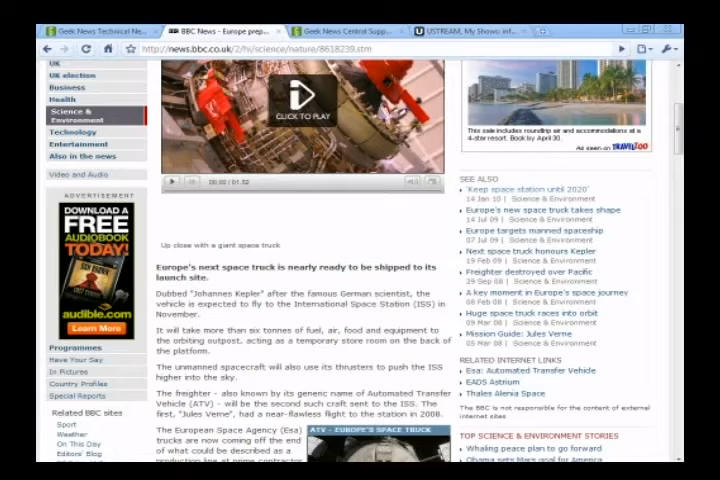 Geek News Technical Ne...
BBC News - Europe prep...
Geek News Central Supp...
USTREAM, My Shows: inf...
http://news.bbc.co.uk/2/hi/science/nature/8618239.stm
UK
UK election
Business
Health
Science &
Environment
Technology
Entertainment
Also in the news
Video and Audio
ADVERTISEMENT
DOWNLOAD A
FREE
AUDIOBOOK
TODAY!
audible.com
Learn More
Programmes
Have Your Say
In Pictures
Country Profiles
Special Reports
Related BBC sites
Sport
Weather
On This Day
Editors' Blog
CLICK TO PLAY
00:00 / 01:52
Up close with a giant space truck
Europe's next space truck is nearly ready to be shipped to its
launch site.
Dubbed "Johannes Kepler" after the famous German scientist, the
vehicle is expected to fly to the International Space Station (ISS) in
November.
It will take more than six tonnes of fuel, air, food and equipment to
the orbiting outpost, acting as a temporary store room on the back of
the platform.
The unmanned spacecraft will also use its thrusters to push the ISS
higher into the sky.
The freighter - also known by its generic name of Automated Transfer
Vehicle (ATV) - will be the second such craft sent to the ISS. The
first, "Jules Verne", had a near-flawless flight to the station in 2008.
The European Space Agency (Esa)
trucks are now coming off the end
of what could be described as a
production line at prime contractor
ATV - EUROPE'S SPACE TRUCK
This sale includes roundtrip air and accommodations at a
4-star resort. Book by April 30.
As seen on TRAVELZOO
SEE ALSO
'Keep space station until 2020'
14 Jan 10 | Science & Environment
Europe's new space truck takes shape
14 Jul 09 | Science & Environment
Europe targets manned spaceship
07 Jul 09 | Science & Environment
Next space truck honours Kepler
19 Feb 09 | Science & Environment
Freighter destroyed over Pacific
29 Sep 08 | Science & Environment
A key moment in Europe's space journey
08 Feb 08 | Science & Environment
Huge space truck races into orbit
09 Mar 08 | Science & Environment
Mission Guide: Jules Verne
05 Mar 08 | Science & Environment
RELATED INTERNET LINKS
Esa: Automated Transfer Vehicle
EADS Astrium
Thales Alenia Space
The BBC is not responsible for the content of external
internet sites
TOP SCIENCE & ENVIRONMENT STORIES
Whaling peace plan to go forward
Obama sets Mars goal for America